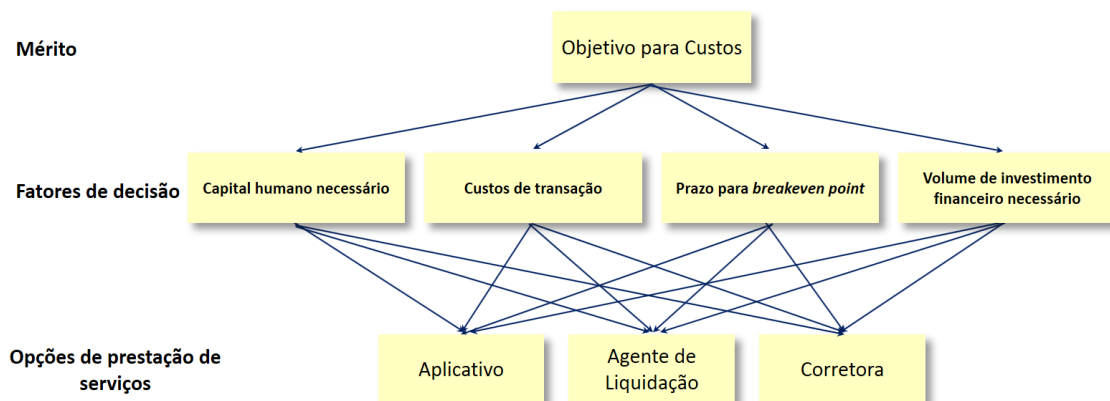 Mérito
Objetivo para Custos
Fatores de decisão
Capital humano necessário
Custos de transação
Prazo para breakeven point
Volume de investimento
financeiro necessário
Opções de prestação de
serviços
Aplicativo
Agente de
Liquidação
Corretora